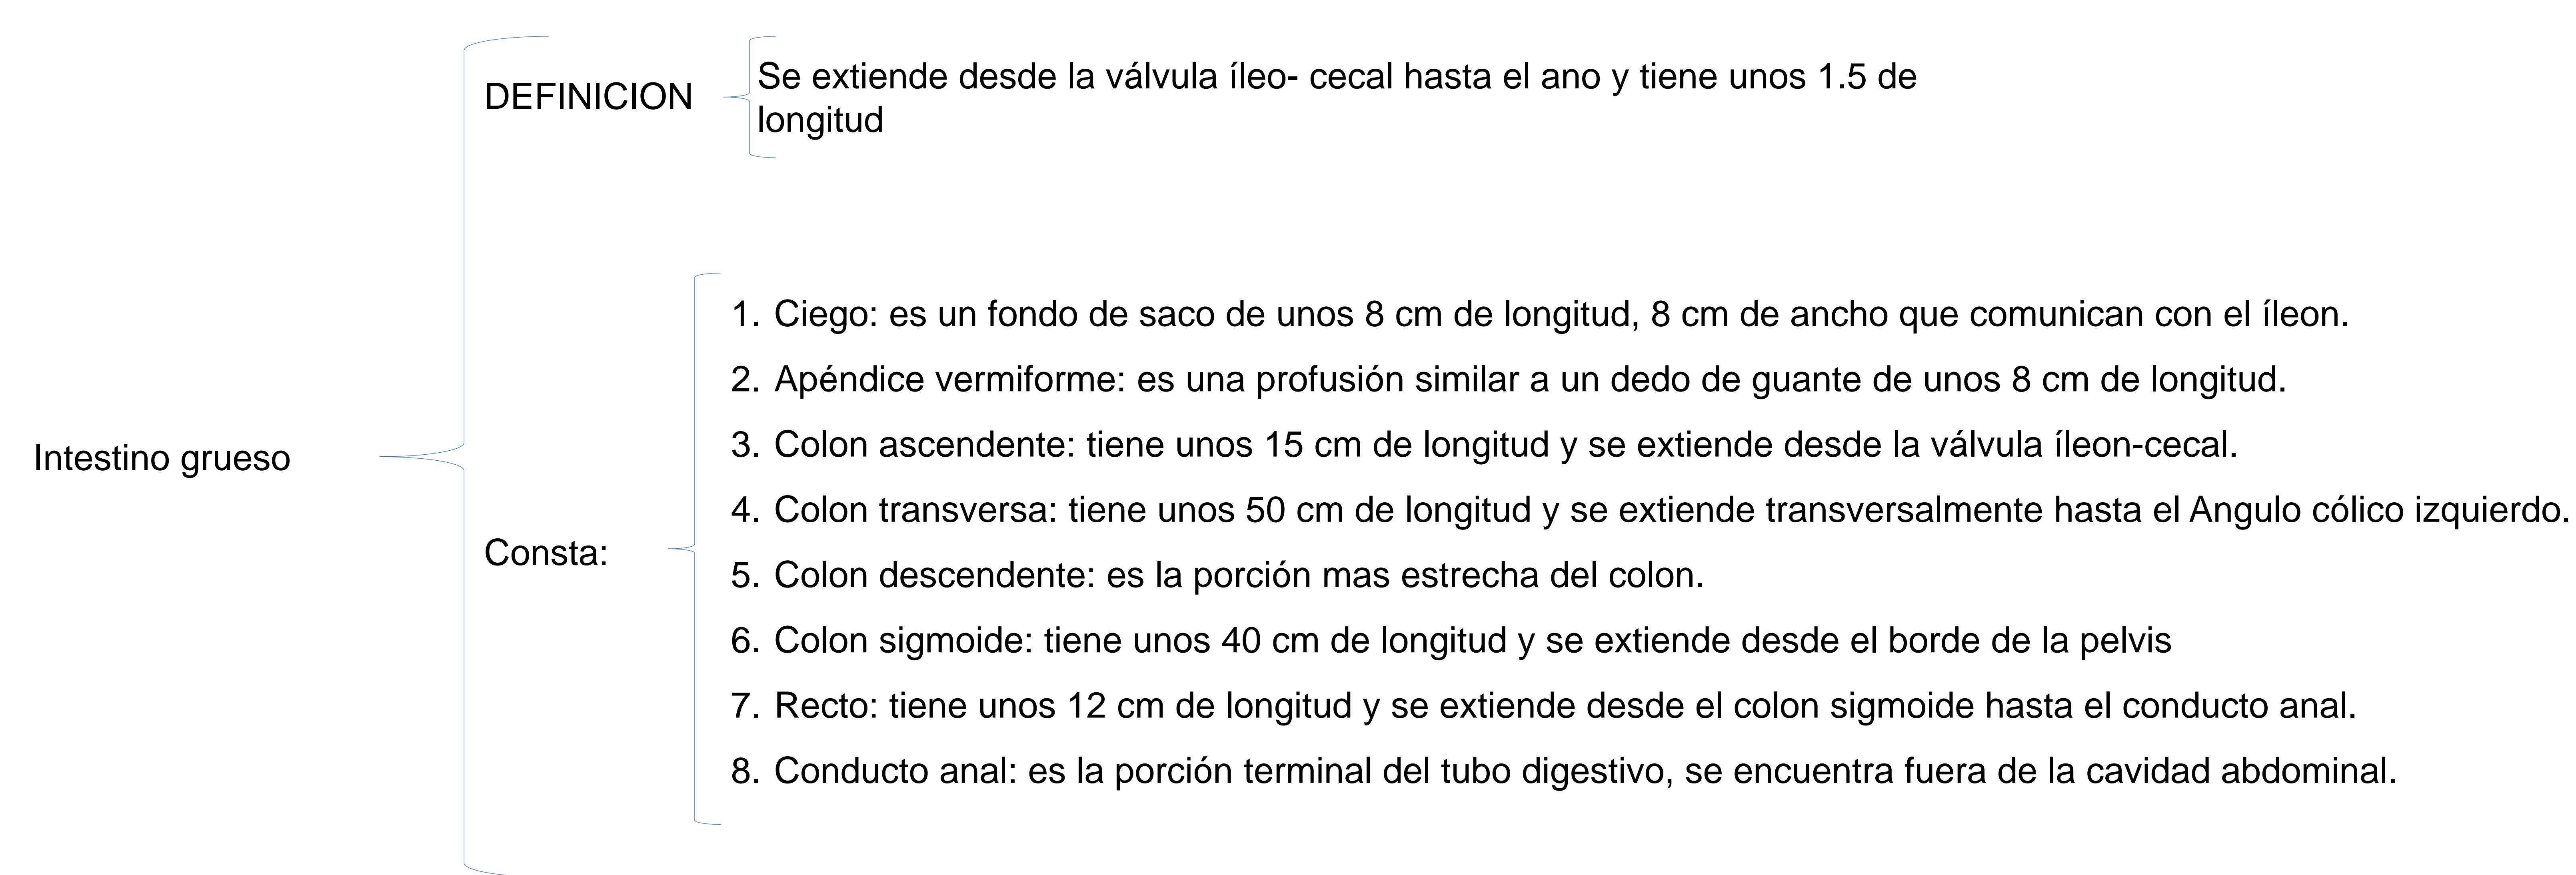 DEFINICION
Se extiende desde la válvula íleo- cecal hasta el ano y tiene unos 1.5 de
longitud
Intestino grueso
Consta:
1. Ciego: es un fondo de saco de unos 8 cm de longitud, 8 cm de ancho que comunican con el íleon.
2. Apéndice vermiforme: es una profusión similar a un dedo de guante de unos 8 cm de longitud.
3. Colon ascendente: tiene unos 15 cm de longitud y se extiende desde la válvula íleon-cecal.
4. Colon transversa: tiene unos 50 cm de longitud y se extiende transversalmente hasta el Angulo cólico izquierdo.
5. Colon descendente: es la porción mas estrecha del colon.
6. Colon sigmoide: tiene unos 40 cm de longitud y se extiende desde el borde de la pelvis
7. Recto: tiene unos 12 cm de longitud y se extiende desde el colon sigmoide hasta el conducto anal.
8. Conducto anal: es la porción terminal del tubo digestivo, se encuentra fuera de la cavidad abdominal.